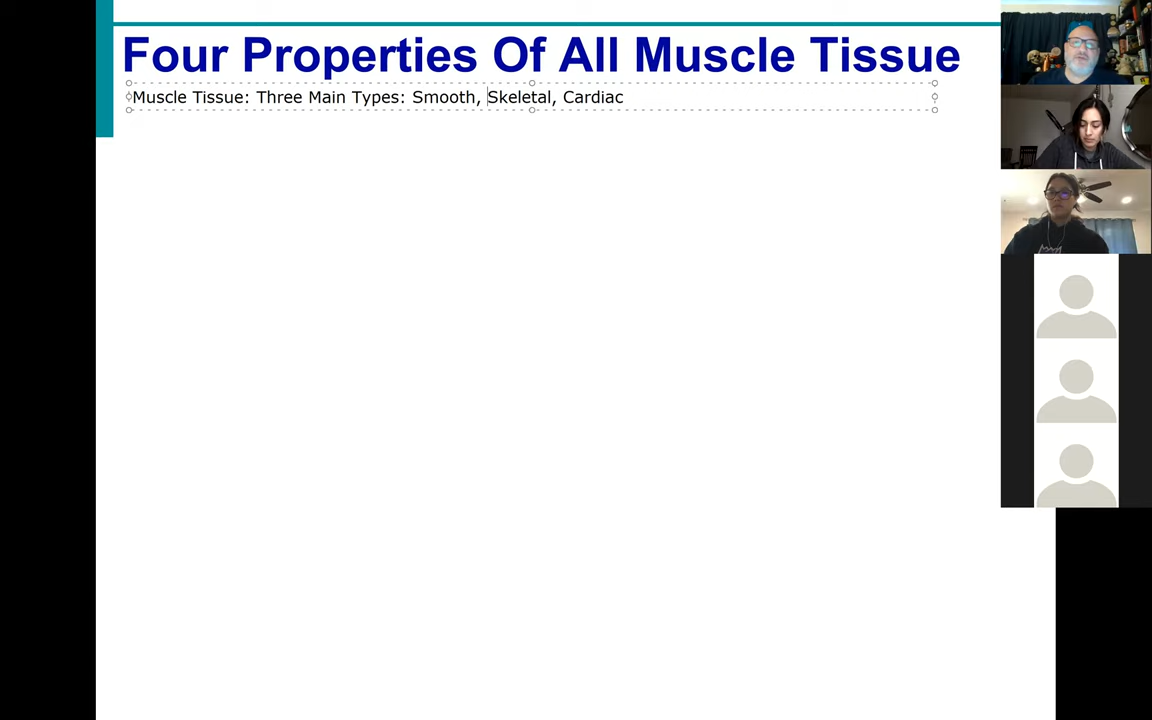 Four Properties Of All Muscle Tissue
Muscle Tissue: Three Main Types: Smooth, Skeletal, Cardiac